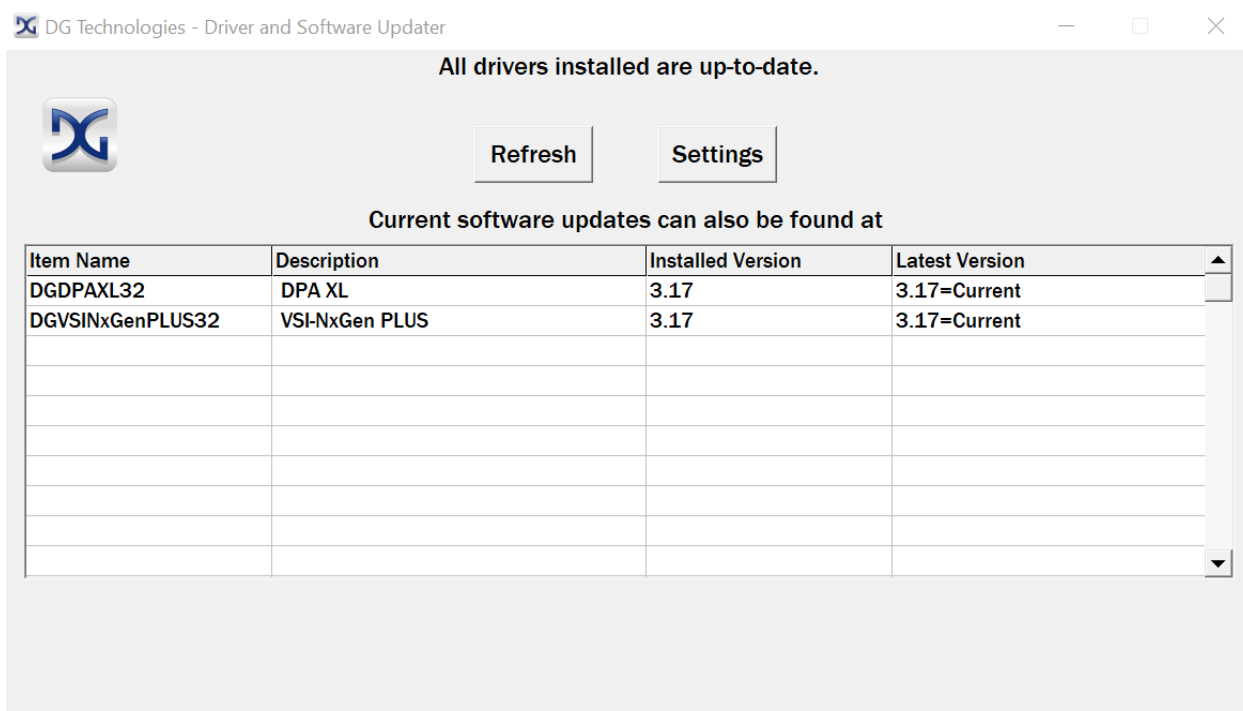 DG Technologies - Driver and Software Updater
All drivers installed are up-to-date.
DG
Refresh Settings
Current software updates can also be found at
Item Name Description Installed Version Latest Version
DGDPAXL32 DPA XL 3.17 3.17=Current
DGVSINxGenPLUS32 VSI-NxGen PLUS 3.17 3.17=Current